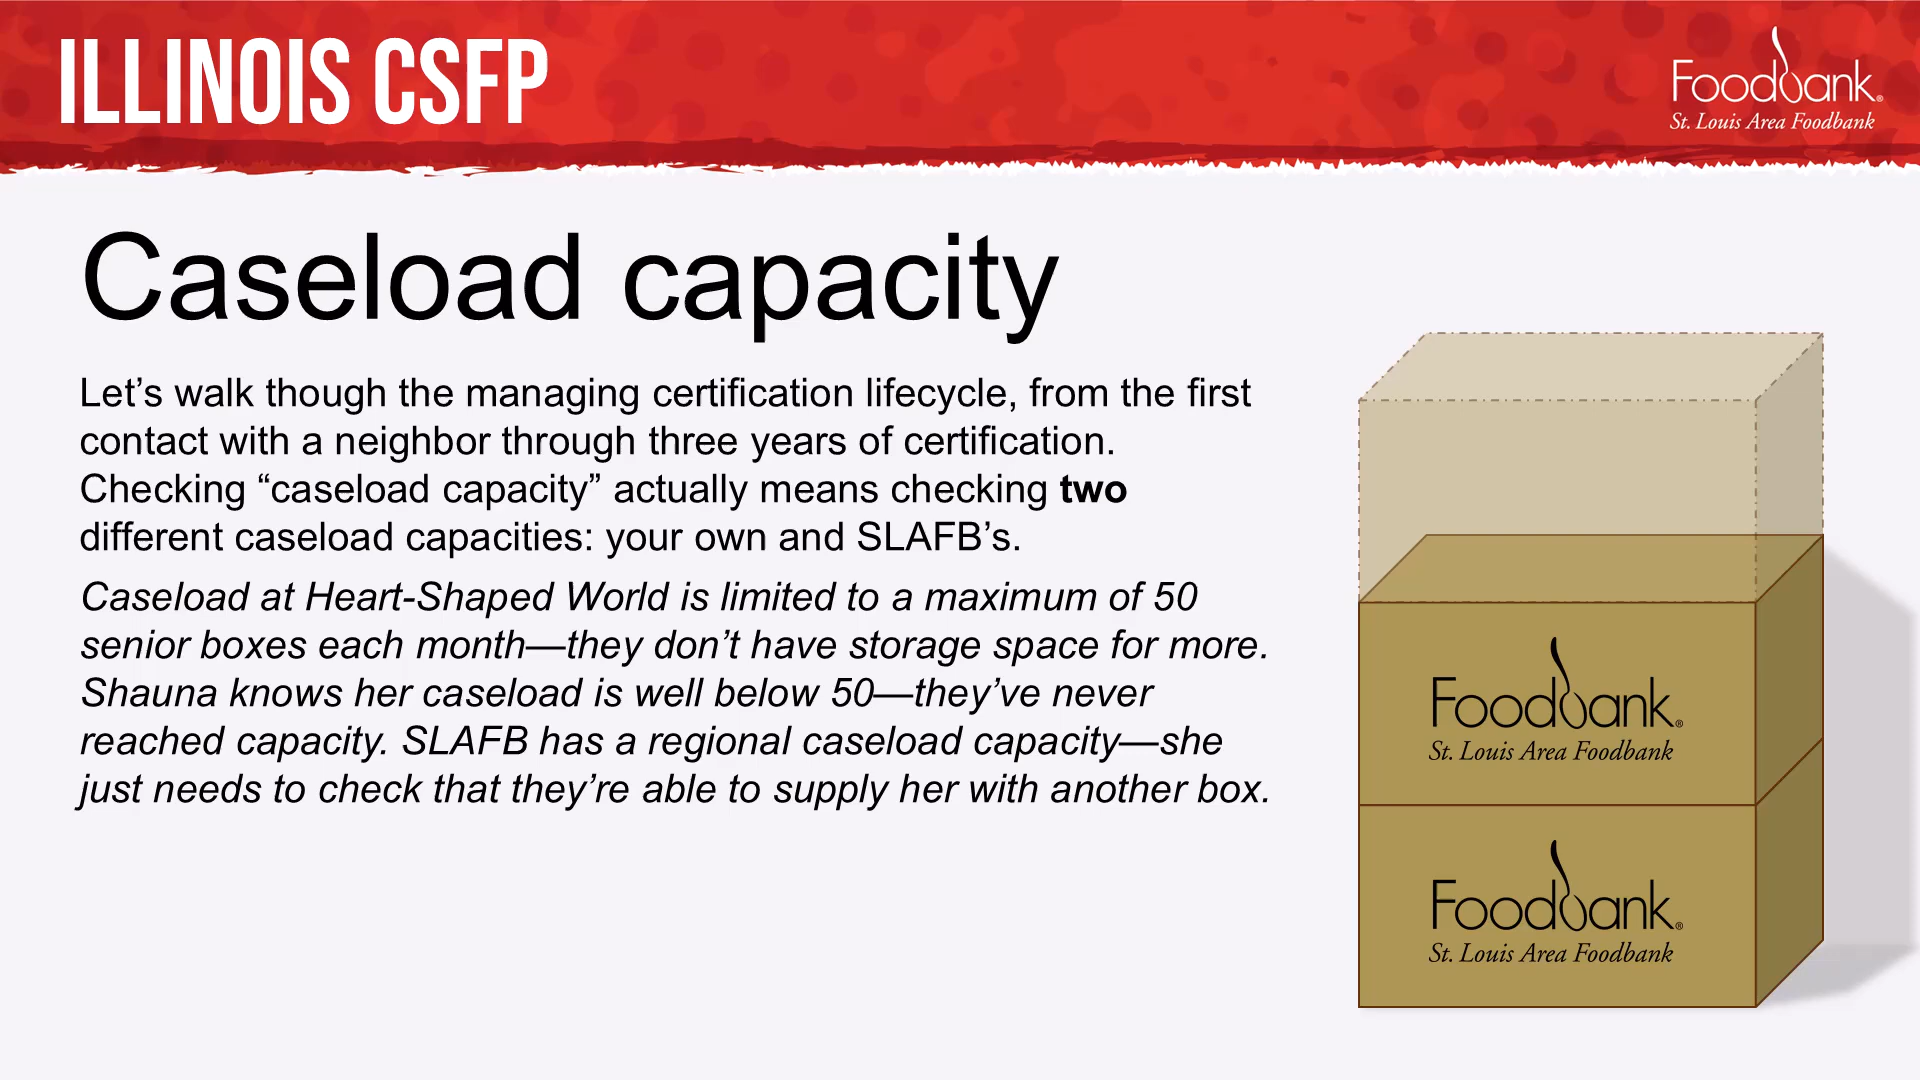 ILLINOIS CSFP
Foodbank®
St. Louis Area Foodbank
Caseload capacity
Let’s walk though the managing certification lifecycle, from the first
contact with a neighbor through three years of certification.
Checking “caseload capacity” actually means checking two
different caseload capacities: your own and SLAFB’s.
Caseload at Heart-Shaped World is limited to a maximum of 50
senior boxes each month—they don’t have storage space for more.
Shauna knows her caseload is well below 50—they’ve never
reached capacity. SLAFB has a regional caseload capacity—she
just needs to check that they’re able to supply her with another box.
Foodbank®
St. Louis Area Foodbank
Foodbank®
St. Louis Area Foodbank